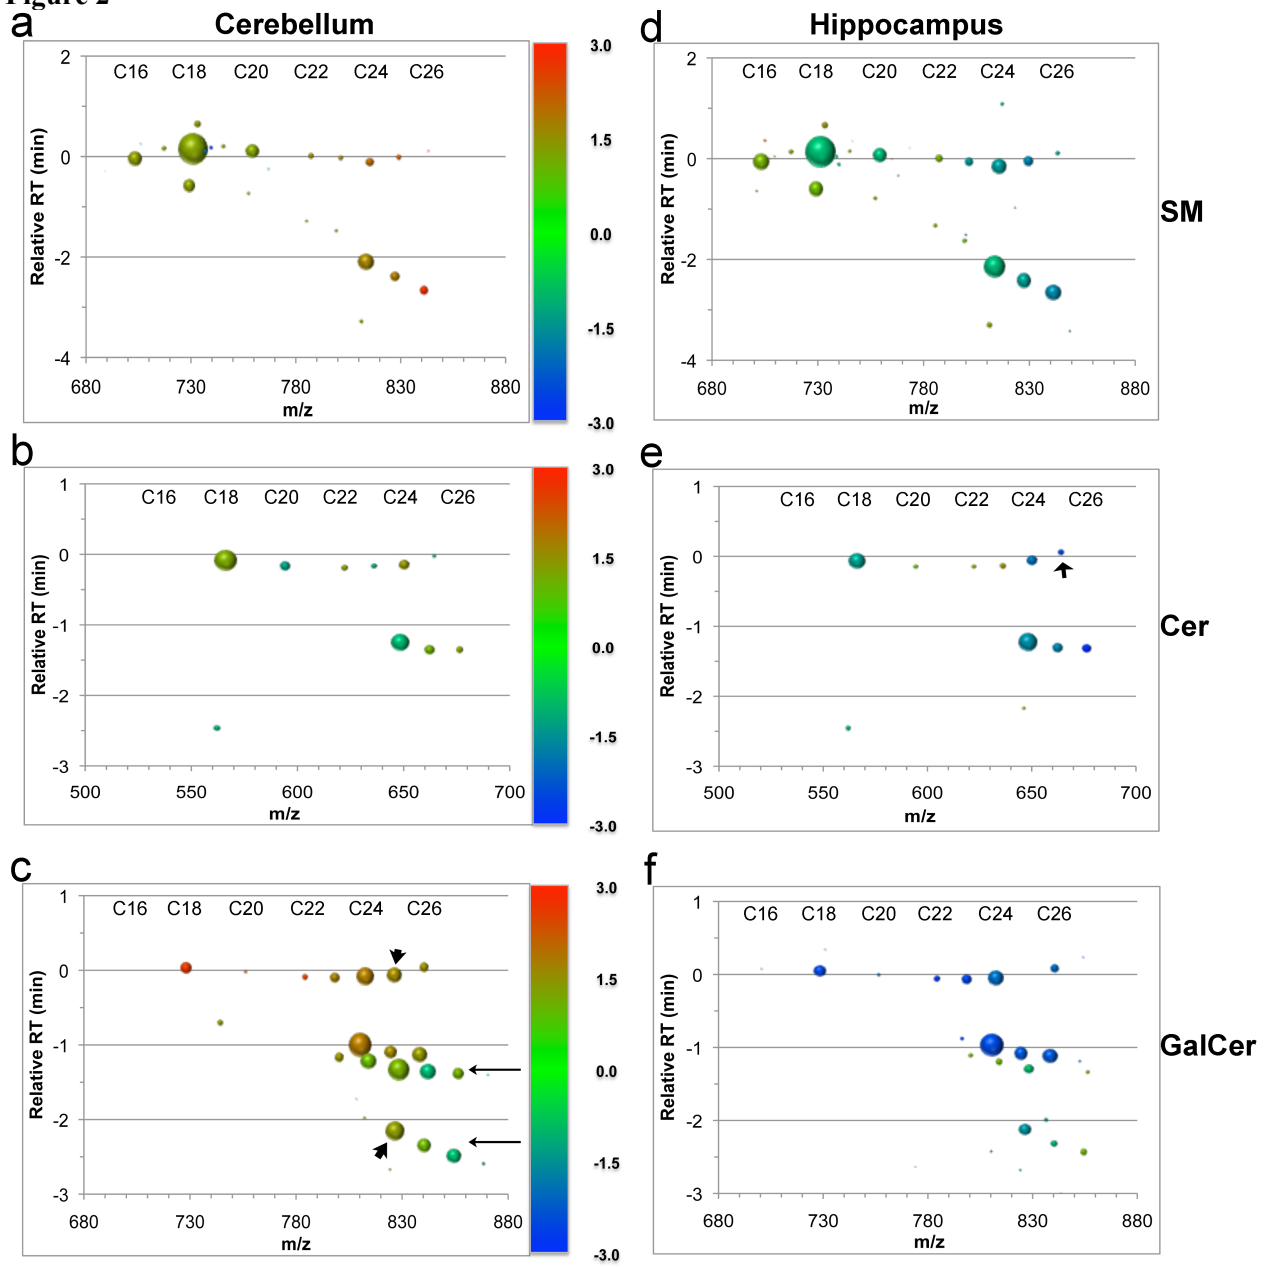 Figure 2
Cerebellum
Hippocampus
a
2
C16 C18 C20 C22 C24 C26
0
-2
-4
680 730 780 830 880
m/z
Relative RT (min)
3.0
1.5
0.0
-1.5
-3.0
d
2
C16 C18 C20 C22 C24 C26
0
-2
-4
680 730 780 830 880
m/z
Relative RT (min)
SM
b
1
C16 C18 C20 C22 C24 C26
0
-1
-2
-3
500 550 600 650 700
m/z
Relative RT (min)
3.0
1.5
0.0
-1.5
-3.0
e
1
C16 C18 C20 C22 C24 C26
0
-1
-2
-3
500 550 600 650 700
m/z
Relative RT (min)
Cer
c
1
C16 C18 C20 C22 C24 C26
0
-1
-2
-3
680 730 780 830 880
m/z
Relative RT (min)
3.0
1.5
0.0
-1.5
-3.0
f
1
C16 C18 C20 C22 C24 C26
0
-1
-2
-3
680 730 780 830 880
m/z
Relative RT (min)
GalCer